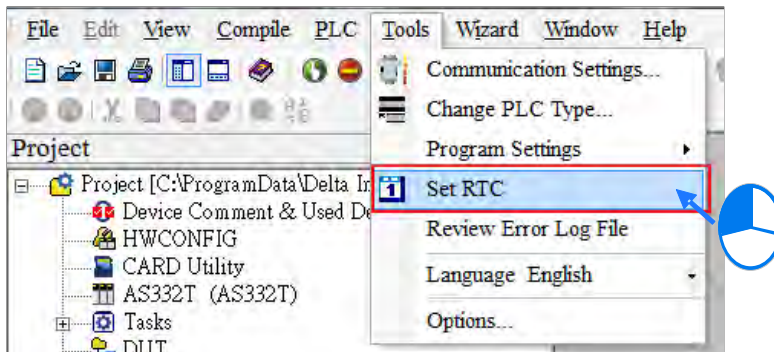 File Edit View Compile PLC Tools Wizard Window Help
Communication Settings...
Change PLC Type...
Project
Program Settings
Project [C:\ProgramData\Delta In
Set RTC
Device Comment & Used De
Review Error Log File
HWCONFIG
CARD Utility
Language English
AS332T (AS332T)
Tasks
Options...
DUT